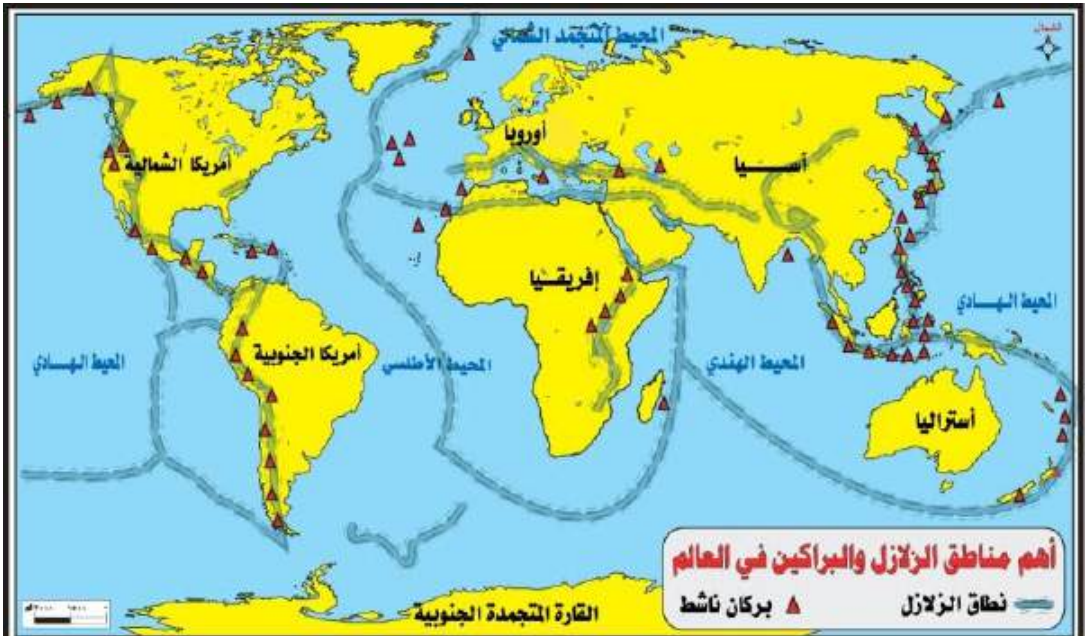 المحيط المتجمد الشمالي
الشمال
أوروبا
آسيا
أمريكا الشمالية
إفريقيا
المحيط الهادي
المحيط الهادي
أمريكا الجنوبية
المحيط الأطلسي
المحيط الهندي
أستراليا
أهم مناطق الزلازل والبراكين في العالم
نطاق الزلازل
بركان ناشط
القارة المتجمدة الجنوبية